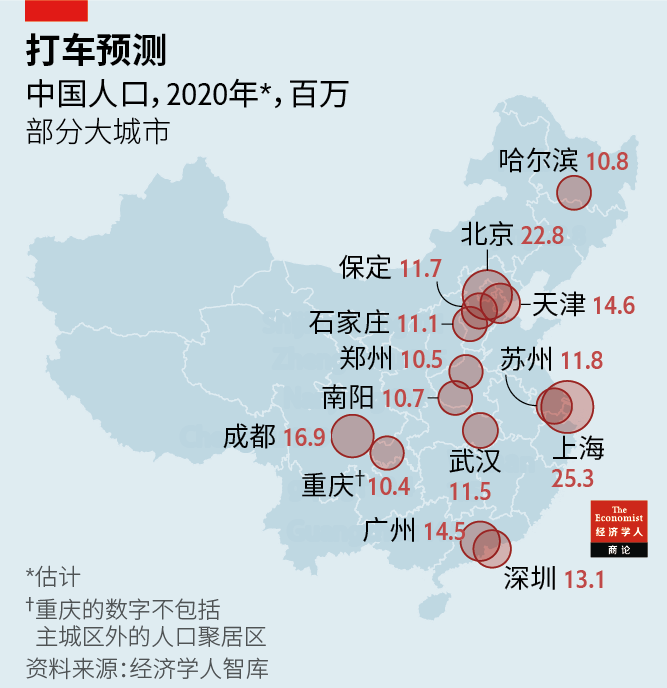 打车预测
中国人口，2020年*，百万
部分大城市
哈尔滨 10.8
北京 22.8
保定 11.7
天津 14.6
石家庄 11.1
郑州 10.5
苏州 11.8
南阳 10.7
成都 16.9
上海
25.3
武汉
11.5
重庆† 10.4
广州 14.5
深圳 13.1
The
Economist
经济学人
商论
*估计
†重庆的数字不包括
主城区外的人口聚居区
资料来源：经济学人智库